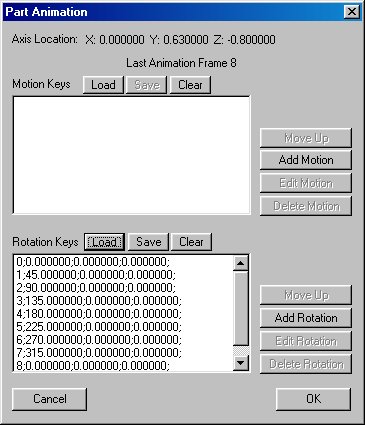 Part Animation
Axis Location: X: 0.000000 Y: 0.630000 Z: -0.800000
Last Animation Frame 8
Motion Keys Load Save Clear
Move Up
Add Motion
Edit Motion
Delete Motion
Rotation Keys Load Save Clear
0;0.000000;0.000000;0.000000;
1;45.000000;0.000000;0.000000;
2;90.000000;0.000000;0.000000;
3;135.000000;0.000000;0.000000;
4;180.000000;0.000000;0.000000;
5;225.000000;0.000000;0.000000;
6;270.000000;0.000000;0.000000;
7;315.000000;0.000000;0.000000;
8;0.000000;0.000000;0.000000;
Move Up
Add Rotation
Edit Rotation
Delete Rotation
Cancel OK